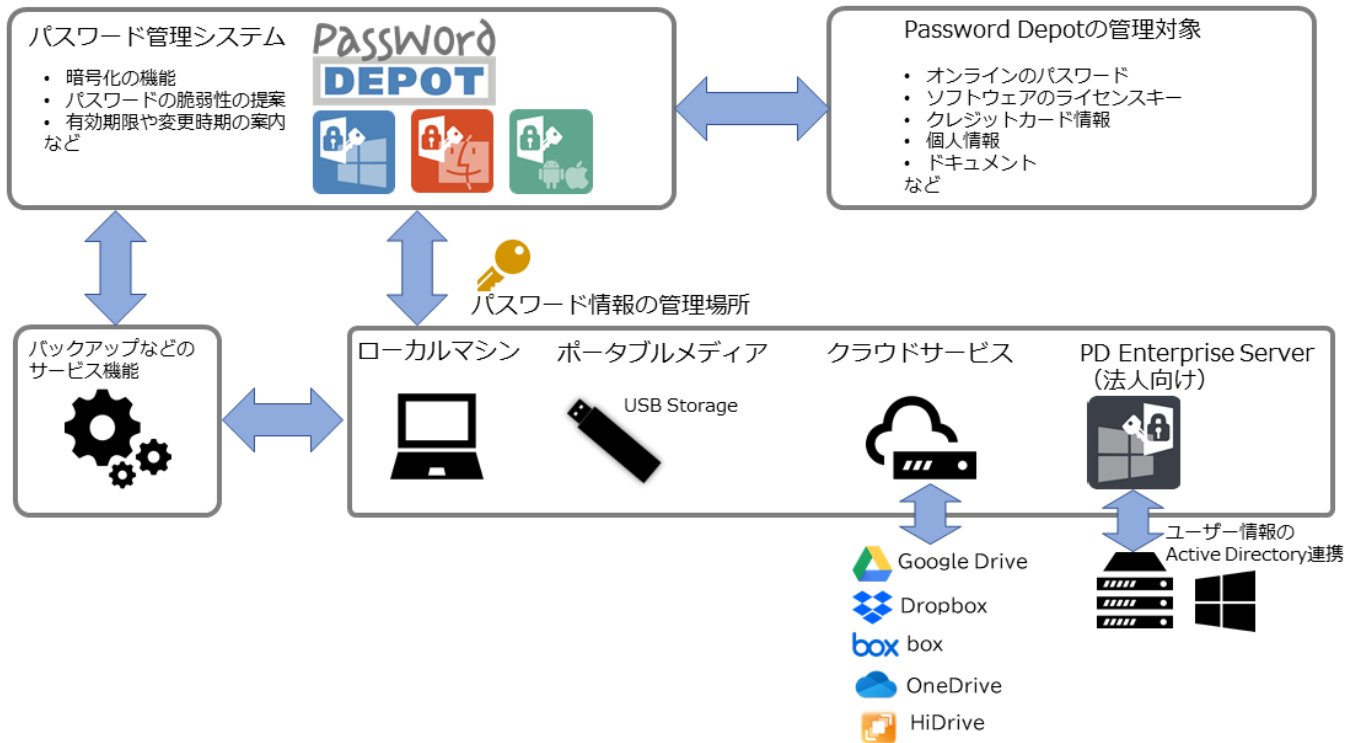 パスワード管理システム
• 暗号化の機能
• パスワードの脆弱性の提案
• 有効期限や変更時期の案内
など
PassWord
DEPOT
Password Depotの管理対象
• オンラインのパスワード
• ソフトウェアのライセンスキー
• クレジットカード情報
• 個人情報
• ドキュメント
など
パスワード情報の管理場所
バックアップなどの
サービス機能
ローカルマシン
ポータブルメディア
USB Storage
クラウドサービス
PD Enterprise Server
（法人向け）
ユーザー情報の
Active Directory連携
Google Drive
Dropbox
box box
OneDrive
HiDrive